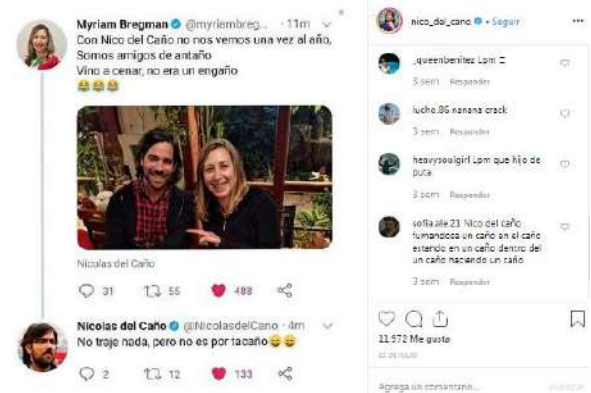 Myriam Bregman @myriambreg... · 11m
Con Nico del Caño no nos vemos una vez al año,
Somos amigos de antaño
Vino a cenar, no era un engaño
😂😂😂
Nicolas del Caño
31 55 488
Nicolas del Caño @NicolasdelCano · 4m
No traje nada, pero no es por tacaño😄😄
2 12 133
nico_del_cano • Seguir
_queenbenitez Lpm
3 sem Responder
lucho.86 nanana crack
3 sem Responder
heavysoulgirl Lpm que hijo de
puta
3 sem Responder
sofia.ale.21 Nico del caño
fumandose un caño en el caño
estando en un caño dentro del
un caño haciendo un caño
3 sem Responder
11.972 Me gusta
DE JULIO
Agrega un comentario...